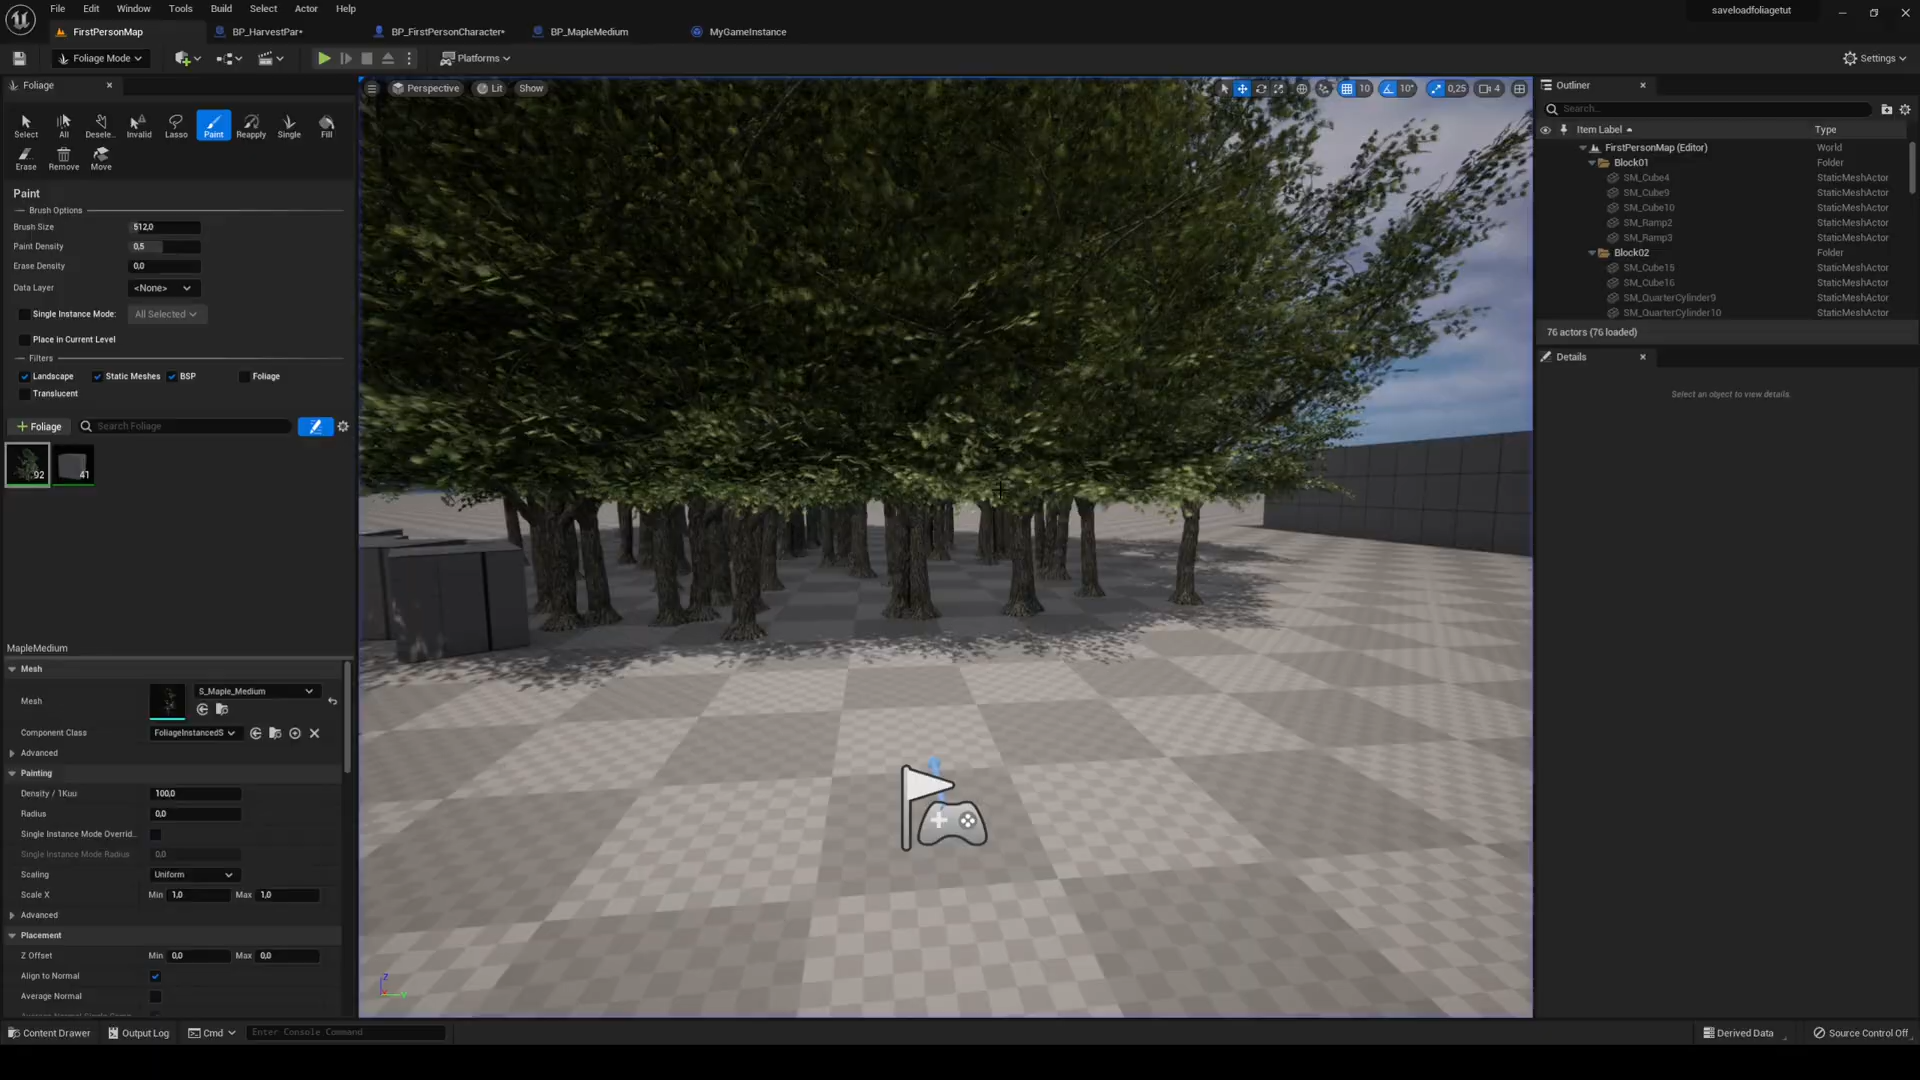 File Edit Window Tools Build Select Actor Help
saveloadfoliagetut
FirstPersonMap
BP_HarvestPar*
BP_FirstPersonCharacter*
BP_MapleMedium
MyGameInstance
Foliage Mode
Platforms
Settings
Foliage
Select All Desele.. Invalid Lasso Paint Reapply Single Fill
Erase Remove Move
Paint
Brush Options
Brush Size 512,0
Paint Density 0,5
Erase Density 0,0
Data Layer <None>
Single Instance Mode: All Selected
Place in Current Level
Filters
Landscape Static Meshes BSP Foliage
Translucent
+ Foliage Search Foliage
92 41
MapleMedium
Mesh
Mesh S_Maple_Medium
Component Class FoliageInstancedS
Advanced
Painting
Density / 1Kuu 100,0
Radius 0,0
Single Instance Mode Overrid..
Single Instance Mode Radius 0,0
Scaling Uniform
Scale X Min 1,0 Max 1,0
Advanced
Placement
Z Offset Min 0,0 Max 0,0
Align to Normal
Average Normal
Perspective Lit Show
10 10° 0,25 4
Z
Y
Outliner
Search...
Item Label Type
FirstPersonMap (Editor) World
Block01 Folder
SM_Cube4 StaticMeshActor
SM_Cube9 StaticMeshActor
SM_Cube10 StaticMeshActor
SM_Ramp2 StaticMeshActor
SM_Ramp3 StaticMeshActor
Block02 Folder
SM_Cube15 StaticMeshActor
SM_Cube16 StaticMeshActor
SM_QuarterCylinder9 StaticMeshActor
SM_QuarterCylinder10 StaticMeshActor
76 actors (76 loaded)
Details
Select an object to view details.
Content Drawer Output Log Cmd Enter Console Command
Derived Data Source Control Off